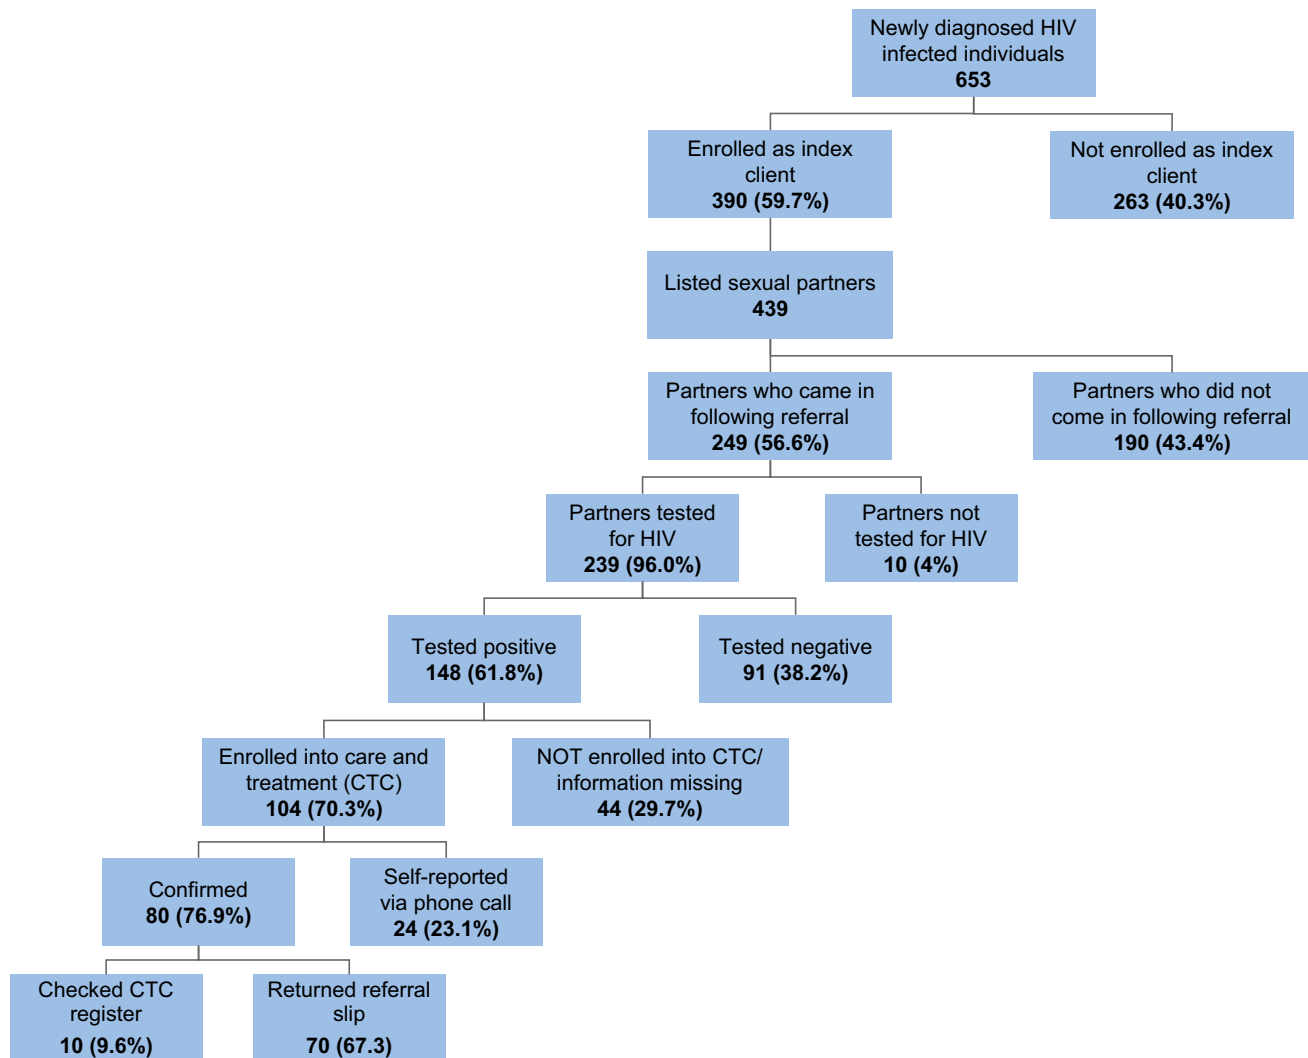 Newly diagnosed HIV
infected individuals
653
Enrolled as index
client
390 (59.7%)
Not enrolled as index
client
263 (40.3%)
Listed sexual partners
439
Partners who came in
following referral
249 (56.6%)
Partners who did not
come in following referral
190 (43.4%)
Partners tested
for HIV
239 (96.0%)
Partners not
tested for HIV
10 (4%)
Tested positive
148 (61.8%)
Tested negative
91 (38.2%)
Enrolled into care and
treatment (CTC)
104 (70.3%)
NOT enrolled into CTC/
information missing
44 (29.7%)
Confirmed
80 (76.9%)
Self-reported
via phone call
24 (23.1%)
Checked CTC
register
10 (9.6%)
Returned referral
slip
70 (67.3)